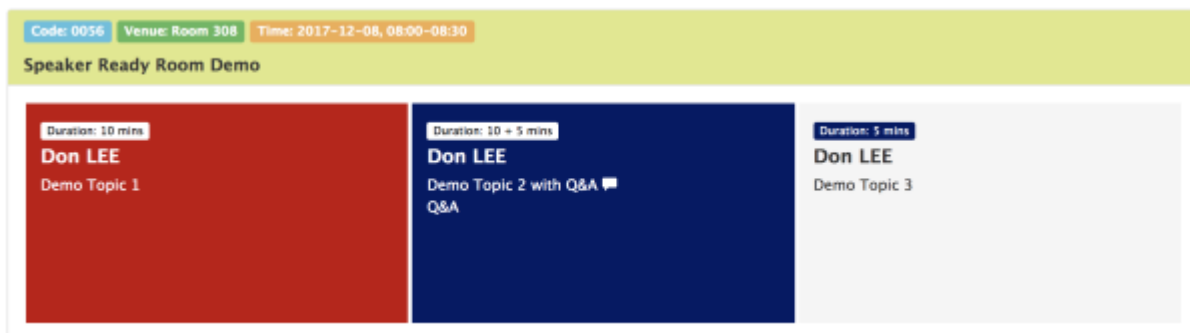 Code: 0056 Venue: Room 308 Time: 2017-12-08, 08:00-08:30
Speaker Ready Room Demo
Duration: 10 mins
Don LEE
Demo Topic 1
Duration: 10 + 5 mins
Don LEE
Demo Topic 2 with Q&A
Q&A
Duration: 5 mins
Don LEE
Demo Topic 3